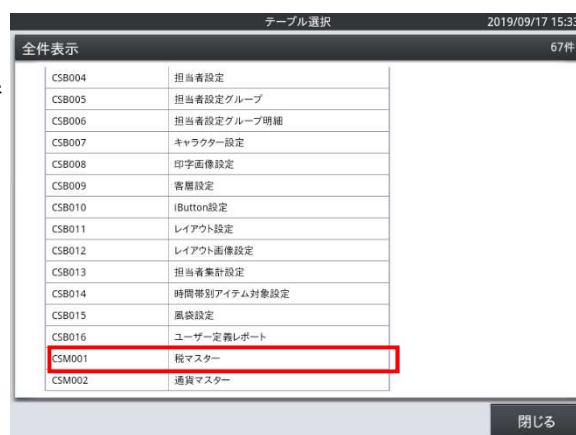 テーブル選択 2019/09/17 15:33
全件表示 67件
CSB004 担当者設定
CSB005 担当者設定グループ
CSB006 担当者設定グループ明細
CSB007 キャラクター設定
CSB008 印字画像設定
CSB009 客層設定
CSB010 iButton設定
CSB011 レイアウト設定
CSB012 レイアウト画像設定
CSB013 担当者集計設定
CSB014 時間帯別アイテム対象設定
CSB015 風袋設定
CSB016 ユーザー定義レポート
CSM001 税マスター
CSM002 通貨マスター
閉じる